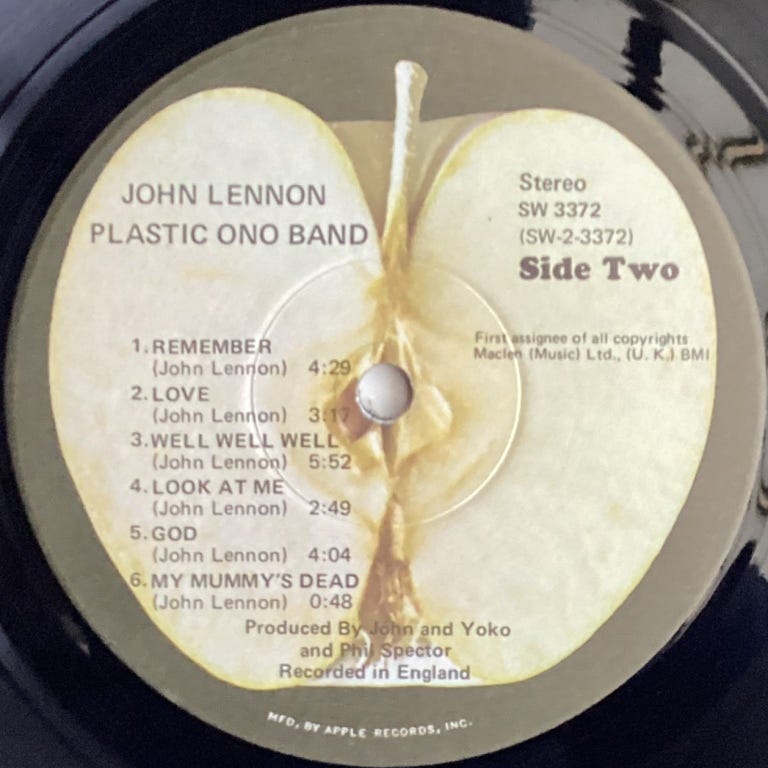 JOHN LENNON
PLASTIC ONO BAND
Stereo
SW 3372
(SW-2-3372)
Side Two
First assignee of all copyrights
Maclen (Music) Ltd., (U. K.) BMI
1. REMEMBER
(John Lennon) 4:29
2. LOVE
(John Lennon) 3:17
3. WELL WELL WELL
(John Lennon) 5:52
4. LOOK AT ME
(John Lennon) 2:49
5. GOD
(John Lennon) 4:04
6. MY MUMMY'S DEAD
(John Lennon) 0:48
Produced By John and Yoko
and Phil Spector
Recorded in England
MFD. BY APPLE RECORDS, INC.